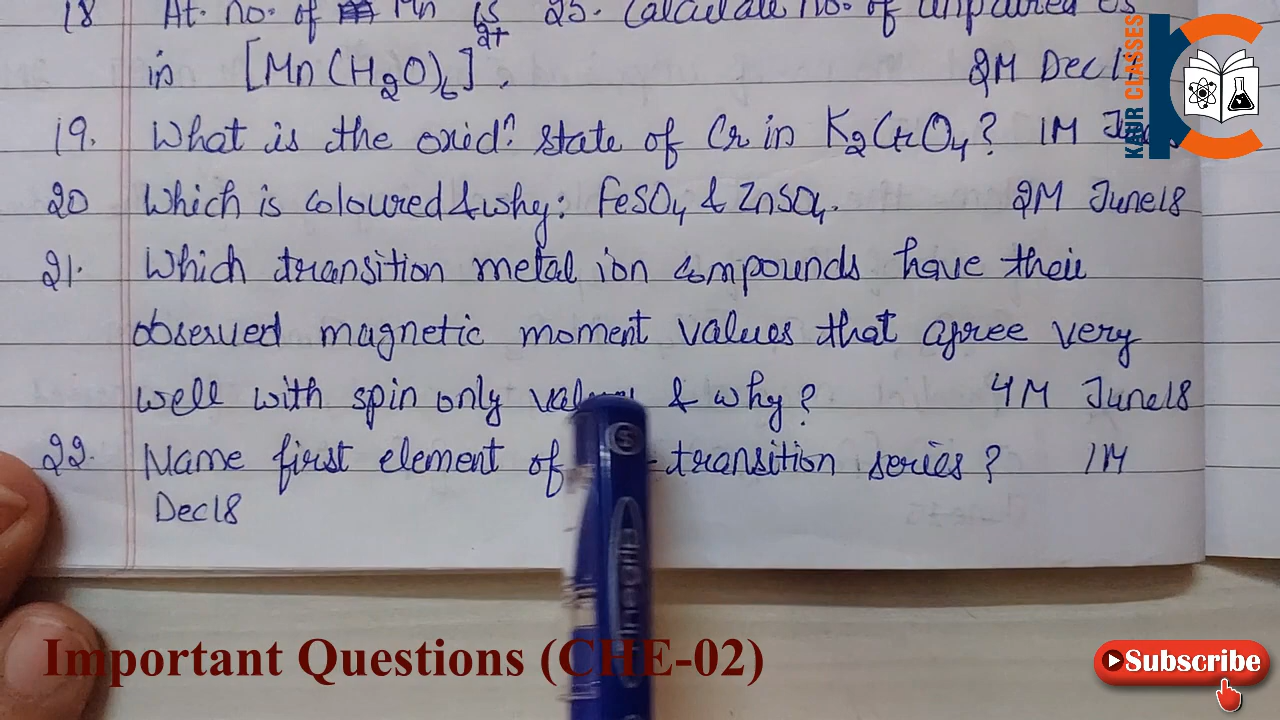 18 At. no. of Mn is 25. Calculate no. of unpaired es
in [Mn(H2O)6]2+. 2M Dec 17
19. What is the oxidn. state of Cr in K2CrO4? 1M June
20 Which is coloured & why: FeSO4 & ZnSO4. 2M June18
21. Which transition metal ion compounds have their
observed magnetic moment values that agree very
well with spin only values & why? 4M June18
22. Name first element of -transition series? 1M
Dec18
KAUR CLASSES
Important Questions (CHE-02)
Subscribe